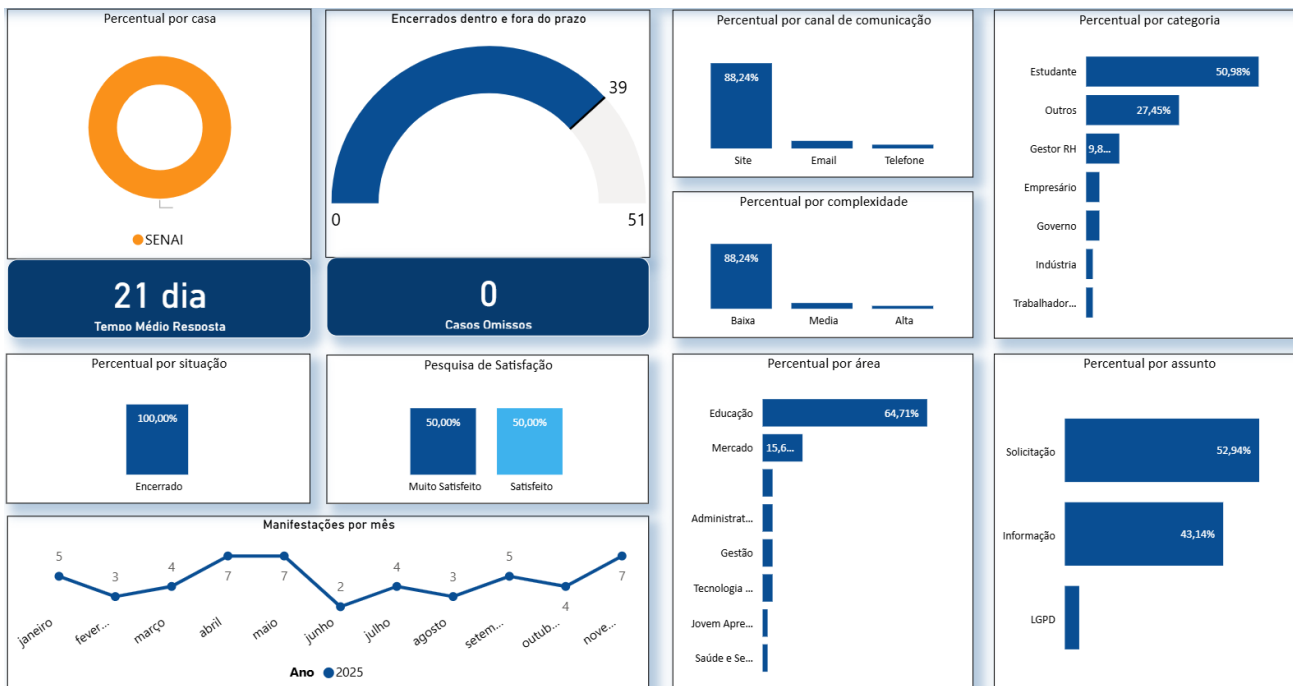 Percentual por casa
SENAI
21 dia
Tempo Médio Resposta
Encerrados dentro e fora do prazo
39
0
51
0
Casos Omissos
Percentual por canal de comunicação
88,24%
Site
Email
Telefone
Percentual por complexidade
88,24%
Baixa
Media
Alta
Percentual por categoria
Estudante
50,98%
Outros
27,45%
Gestor RH
9,8...
Empresário
Governo
Indústria
Trabalhador...
Percentual por situação
100,00%
Encerrado
Pesquisa de Satisfação
50,00%
50,00%
Muito Satisfeito
Satisfeito
Manifestações por mês
5
3
4
7
7
2
4
3
5
4
7
janeiro
fever...
março
abril
maio
junho
julho
agosto
setem...
outub...
nove...
Ano
2025
Percentual por área
Educação
64,71%
Mercado
15,6...
Administrat...
Gestão
Tecnologia ...
Jovem Apre...
Saúde e Se...
Percentual por assunto
Solicitação
52,94%
Informação
43,14%
LGPD